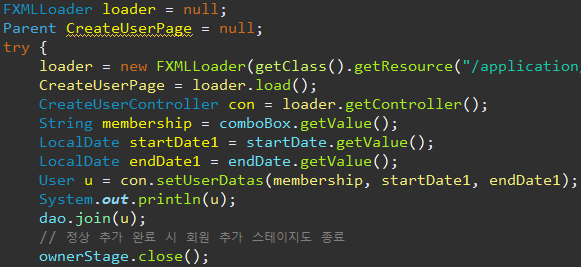 FXMLLoader loader = null;
Parent CreateUserPage = null;
try {
loader = new FXMLLoader(getClass().getResource("/application
CreateUserPage = loader.load();
CreateUserController con = loader.getController();
String membership = comboBox.getValue();
LocalDate startDate1 = startDate.getValue();
LocalDate endDate1 = endDate.getValue();
User u = con.setUserDatas(membership, startDate1, endDate1);
System.out.println(u);
dao.join(u);
// 정상 추가 완료 시 회원 추가 스테이지도 종료
ownerStage.close();